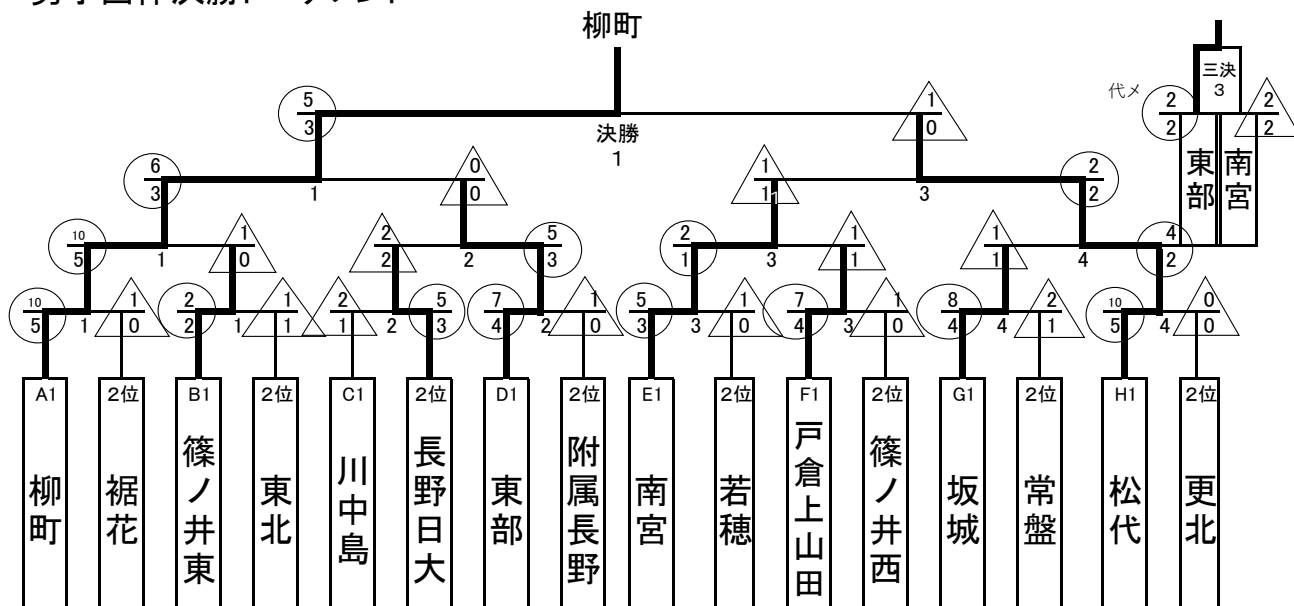 男子団体決勝トーナメント
柳町
三決
3
代メ
2
2
2
2
東部
南宮
5
3
決勝
1
1
0
6
3
1
0
0
1
1
1
3
2
2
10
5
1
1
0
2
2
2
5
3
2
1
3
1
1
1
1
4
4
2
10
5
1
1
0
2
2
1
1
1
2
1
2
5
3
7
4
2
1
0
5
3
3
1
0
7
4
3
1
0
8
4
4
2
1
10
5
4
0
0
A1
2位
B1
2位
C1
2位
D1
2位
E1
2位
F1
2位
G1
2位
H1
2位
柳町
裾花
篠ノ井東
東北
川中島
長野日大
東部
附属長野
南宮
若穂
戸倉上山田
篠ノ井西
坂城
常盤
松代
更北